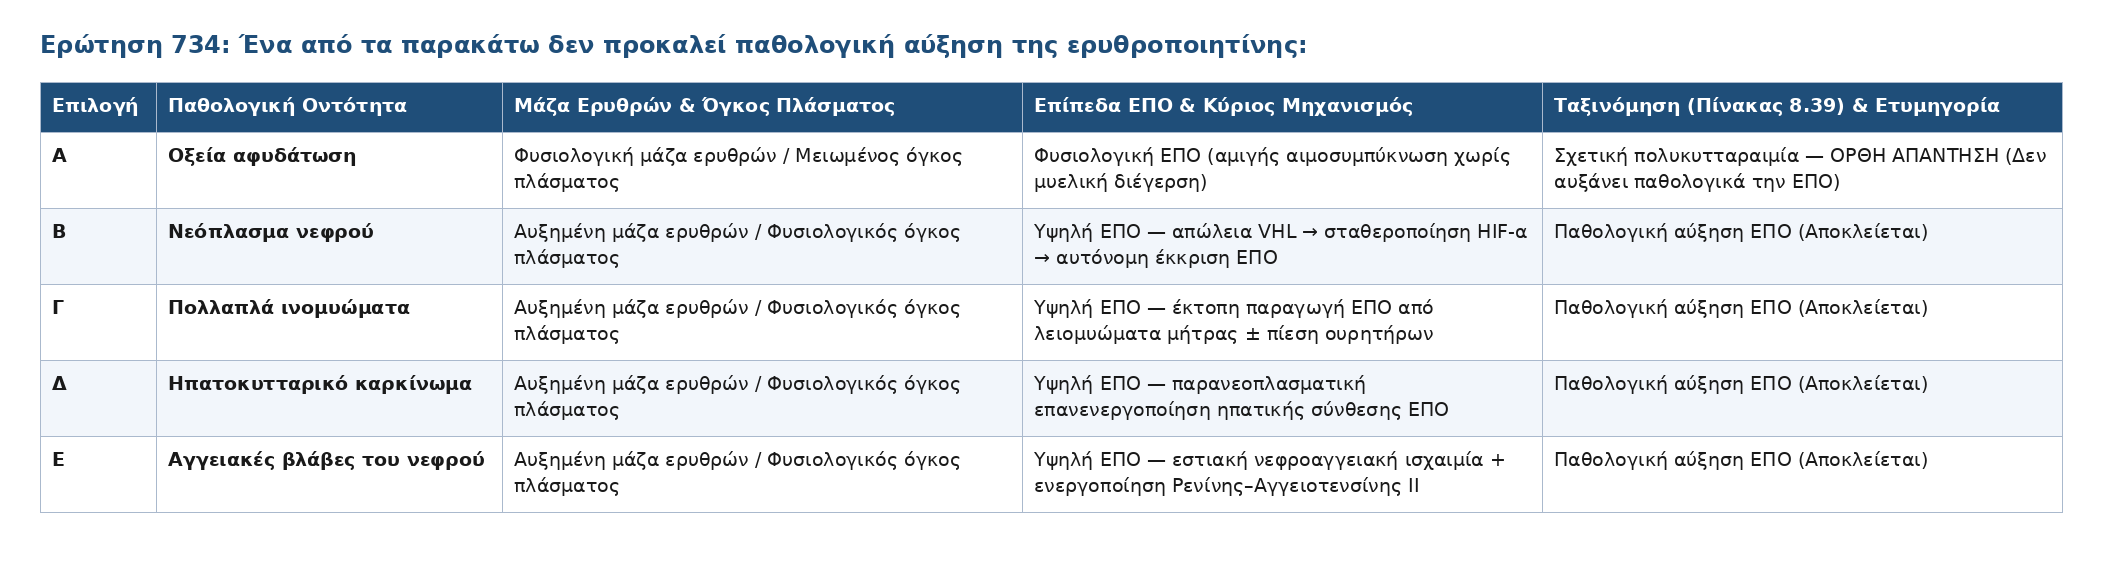 Ερώτηση 734: Ένα από τα παρακάτω δεν προκαλεί παθολογική αύξηση της ερυθροποιητίνης:
Επιλογή Παθολογική Οντότητα Μάζα Ερυθρών & Όγκος Πλάσματος Επίπεδα ΕΠΟ & Κύριος Μηχανισμός Ταξινόμηση (Πίνακας 8.39) & Ετυμηγορία
Α Οξεία αφυδάτωση Φυσιολογική μάζα ερυθρών / Μειωμένος όγκος Φυσιολογική ΕΠΟ (αμιγής αιμοσυμπύκνωση χωρίς Σχετική πολυκυτταραιμία — ΟΡΘΗ ΑΠΑΝΤΗΣΗ (Δεν
πλάσματος μυελική διέγερση) αυξάνει παθολογικά την ΕΠΟ)
Β Νεόπλασμα νεφρού Αυξημένη μάζα ερυθρών / Φυσιολογικός όγκος Υψηλή ΕΠΟ — απώλεια VHL → σταθεροποίηση HIF-α Παθολογική αύξηση ΕΠΟ (Αποκλείεται)
πλάσματος → αυτόνομη έκκριση ΕΠΟ
Γ Πολλαπλά ινομυώματα Αυξημένη μάζα ερυθρών / Φυσιολογικός όγκος Υψηλή ΕΠΟ — έκτοπη παραγωγή ΕΠΟ από Παθολογική αύξηση ΕΠΟ (Αποκλείεται)
πλάσματος λειομυώματα μήτρας ± πίεση ουρητήρων
Δ Ηπατοκυτταρικό καρκίνωμα Αυξημένη μάζα ερυθρών / Φυσιολογικός όγκος Υψηλή ΕΠΟ — παρανεοπλασματική Παθολογική αύξηση ΕΠΟ (Αποκλείεται)
πλάσματος επανενεργοποίηση ηπατικής σύνθεσης ΕΠΟ
Ε Αγγειακές βλάβες του νεφρού Αυξημένη μάζα ερυθρών / Φυσιολογικός όγκος Υψηλή ΕΠΟ — εστιακή νεφροαγγειακή ισχαιμία + Παθολογική αύξηση ΕΠΟ (Αποκλείεται)
πλάσματος ενεργοποίηση Ρενίνης–Αγγειοτενσίνης ΙΙ